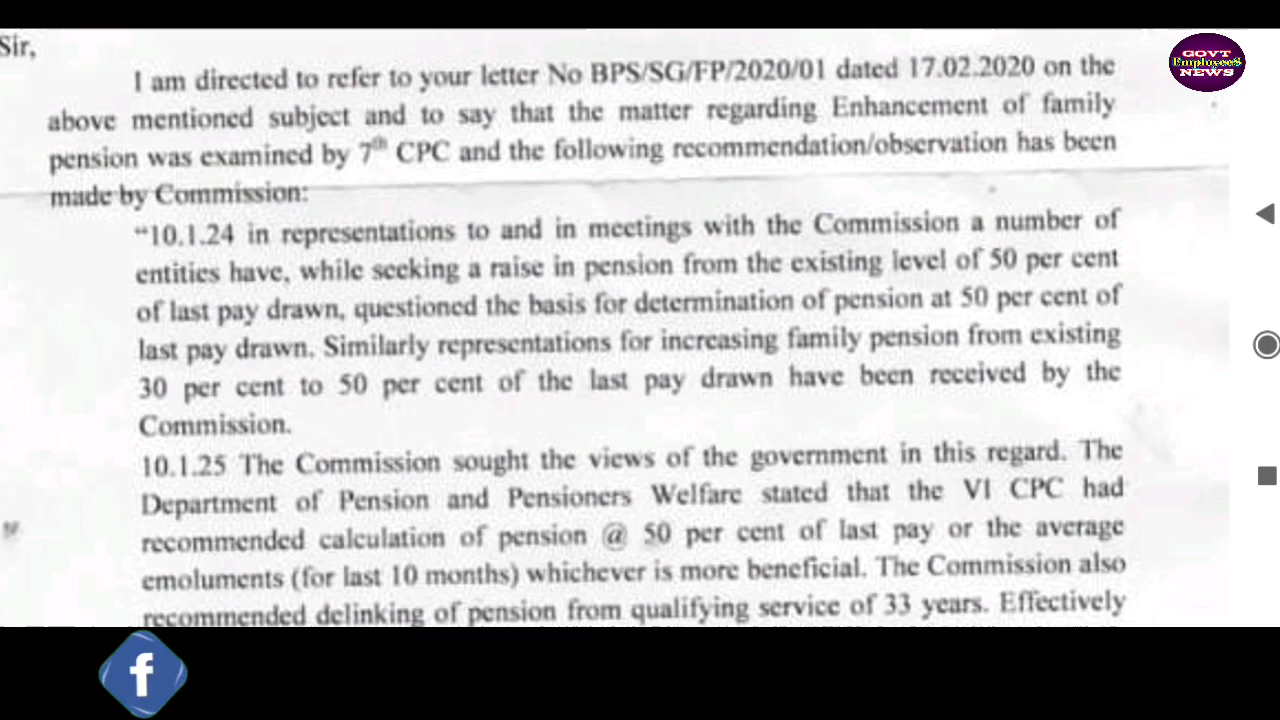 Sir,
GOVT
EmployeeS
NEWS
I am directed to refer to your letter No BPS/SG/FP/2020/01 dated 17.02.2020 on the
above mentioned subject and to say that the matter regarding Enhancement of family
pension was examined by 7th CPC and the following recommendation/observation has been
made by Commission:
"10.1.24 in representations to and in meetings with the Commission a number of
entities have, while seeking a raise in pension from the existing level of 50 per cent
of last pay drawn, questioned the basis for determination of pension at 50 per cent of
last pay drawn. Similarly representations for increasing family pension from existing
30 per cent to 50 per cent of the last pay drawn have been received by the
Commission.
10.1.25 The Commission sought the views of the government in this regard. The
Department of Pension and Pensioners Welfare stated that the VI CPC had
recommended calculation of pension @ 50 per cent of last pay or the average
emoluments (for last 10 months) whichever is more beneficial. The Commission also
recommended delinking of pension from qualifying service of 33 years. Effectively
f